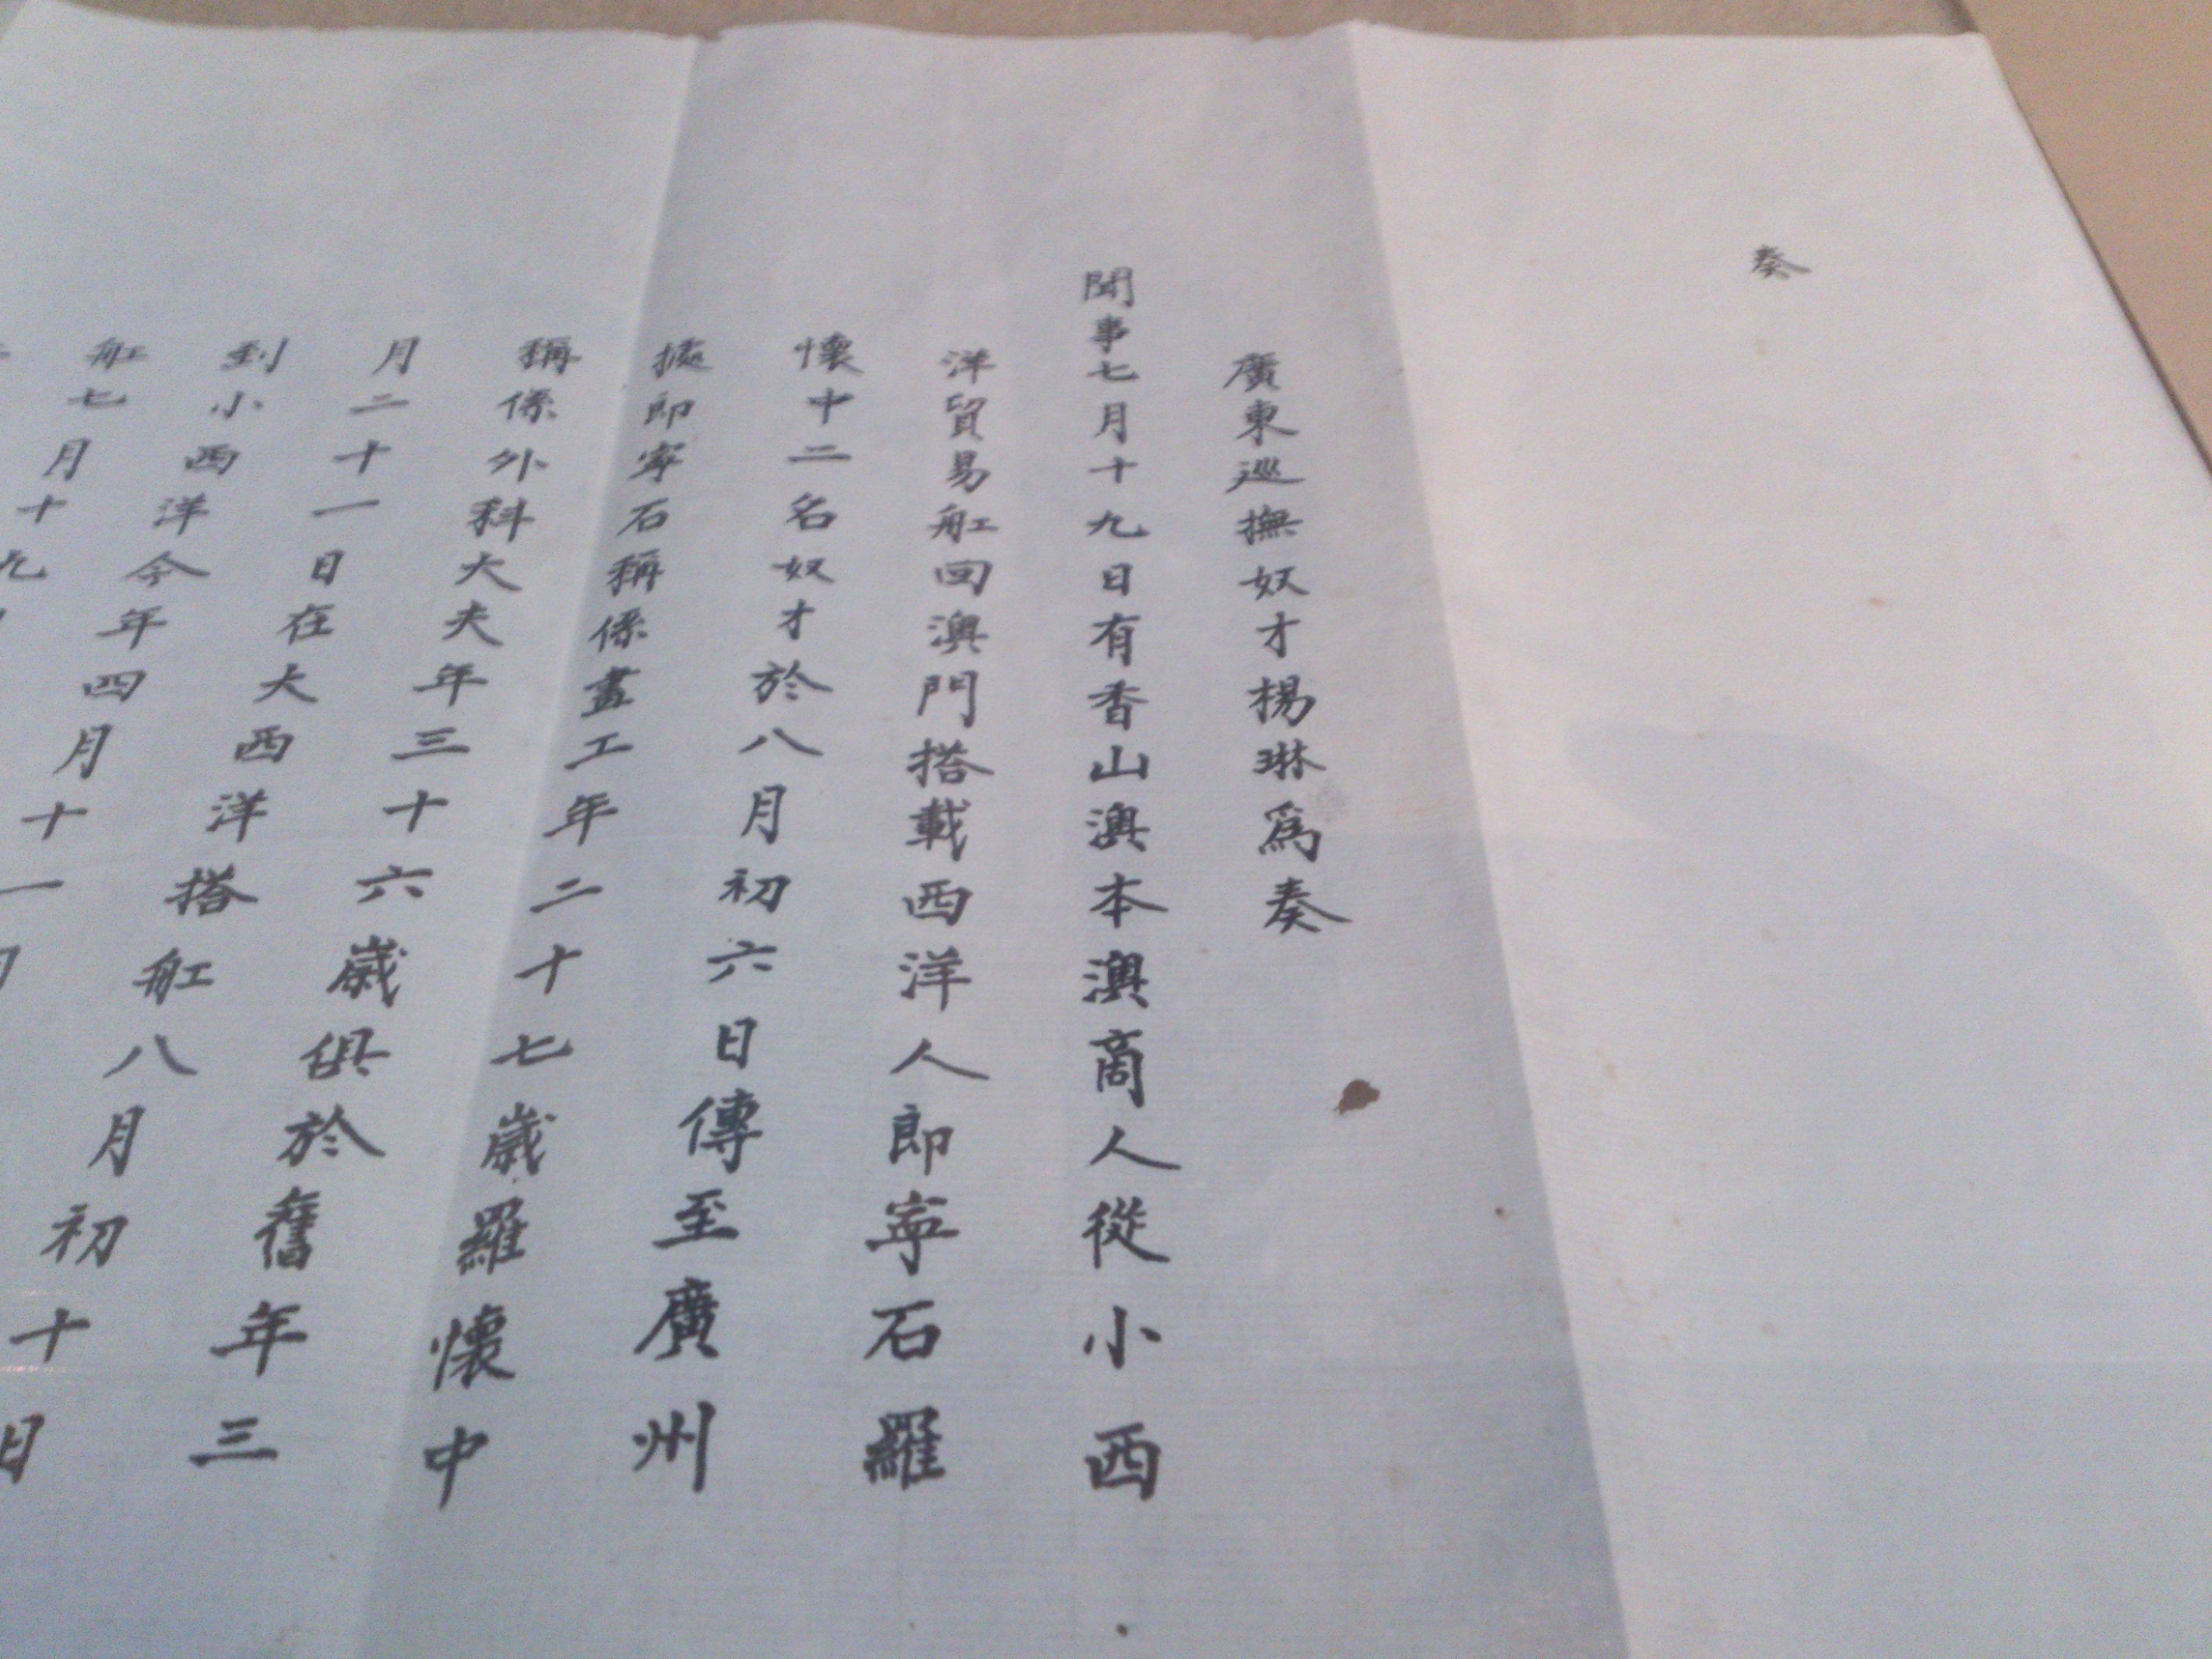 奏
廣東巡撫奴才楊琳爲奏
聞事七月十九日有香山澳本澳商人從小西
洋貿易舡回澳門搭載西洋人郎寧石羅
懷中二名奴才於八月初六日傳至廣州
據郎寧石稱係畫工年二十七歲羅懷中
稱係外科大夫年三十六歲俱於舊年三
月二十一日在大西洋搭舡八月初十日
到小西洋今年四月十一日
舡七月十九